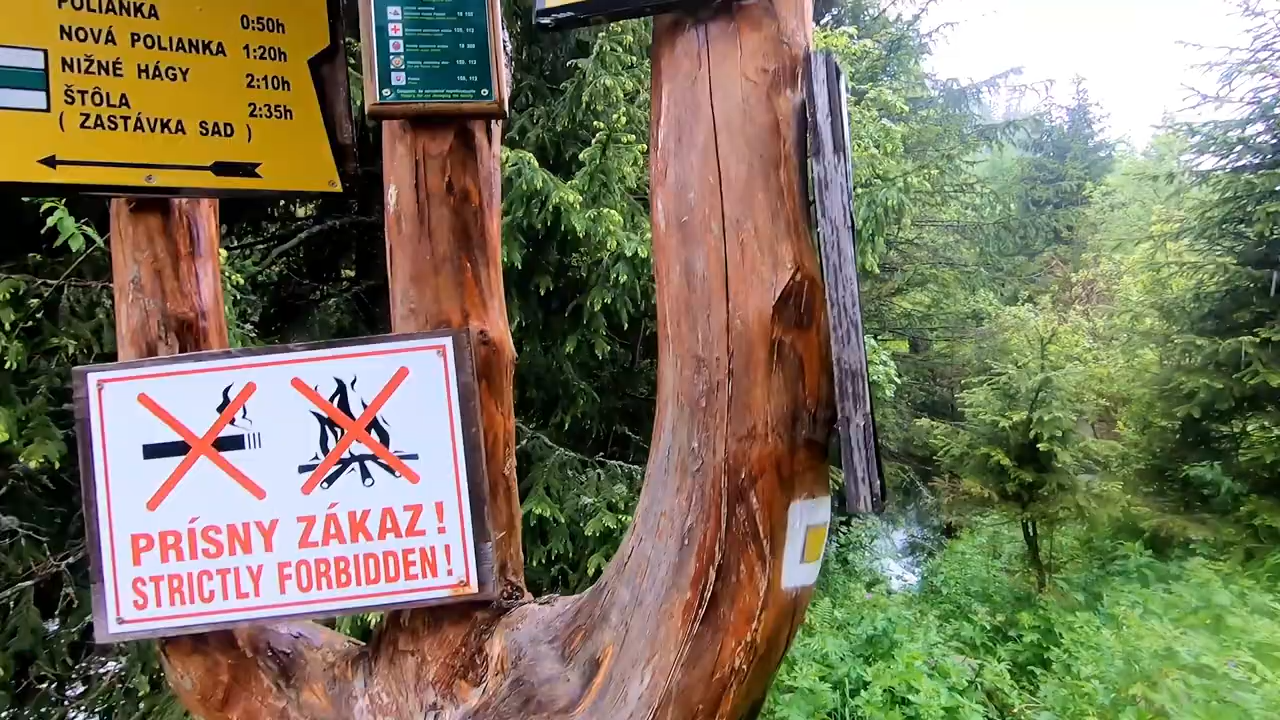 POLIANKA 0:50h
NOVÁ POLIANKA 1:20h
NIŽNÉ HÁGY 2:10h
ŠTÔLA 2:35h
( ZASTÁVKA SAD )
PRÍSNY ZÁKAZ!
STRICTLY FORBIDDEN!